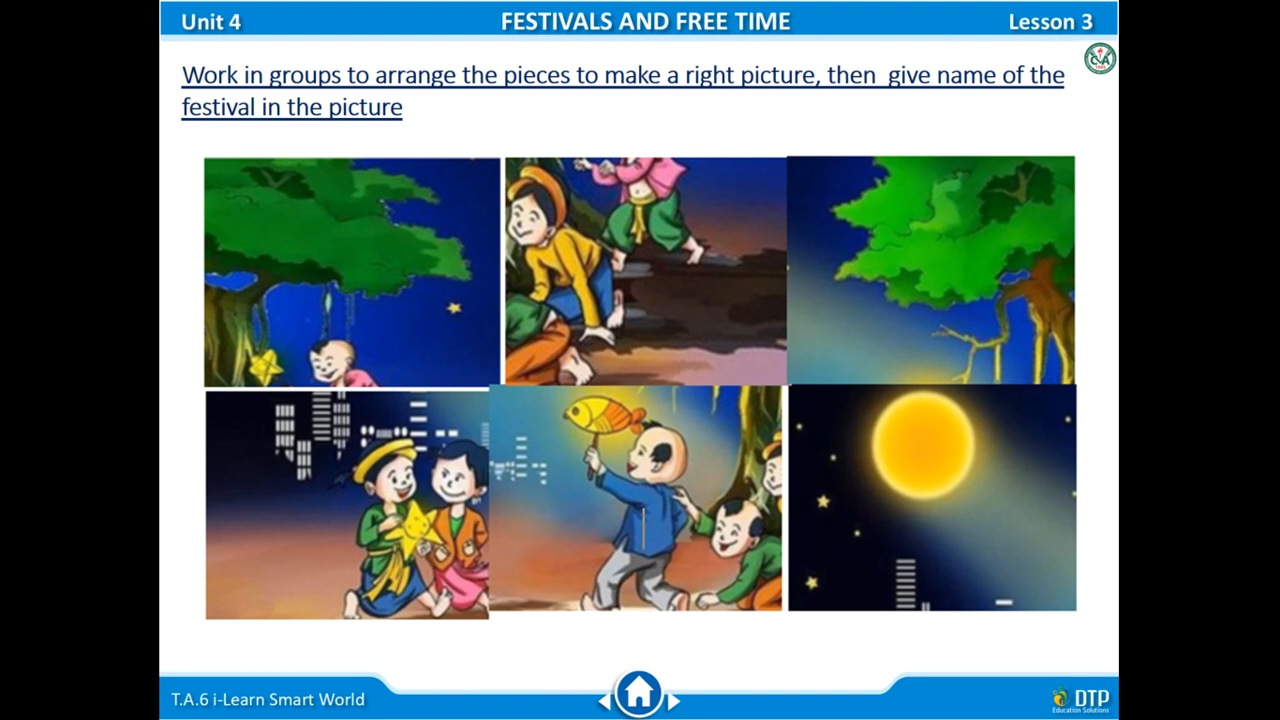 Unit 4
FESTIVALS AND FREE TIME
Lesson 3
Work in groups to arrange the pieces to make a right picture, then  give name of the
festival in the picture
T.A.6 i-Learn Smart World
DTP
Education Solutions